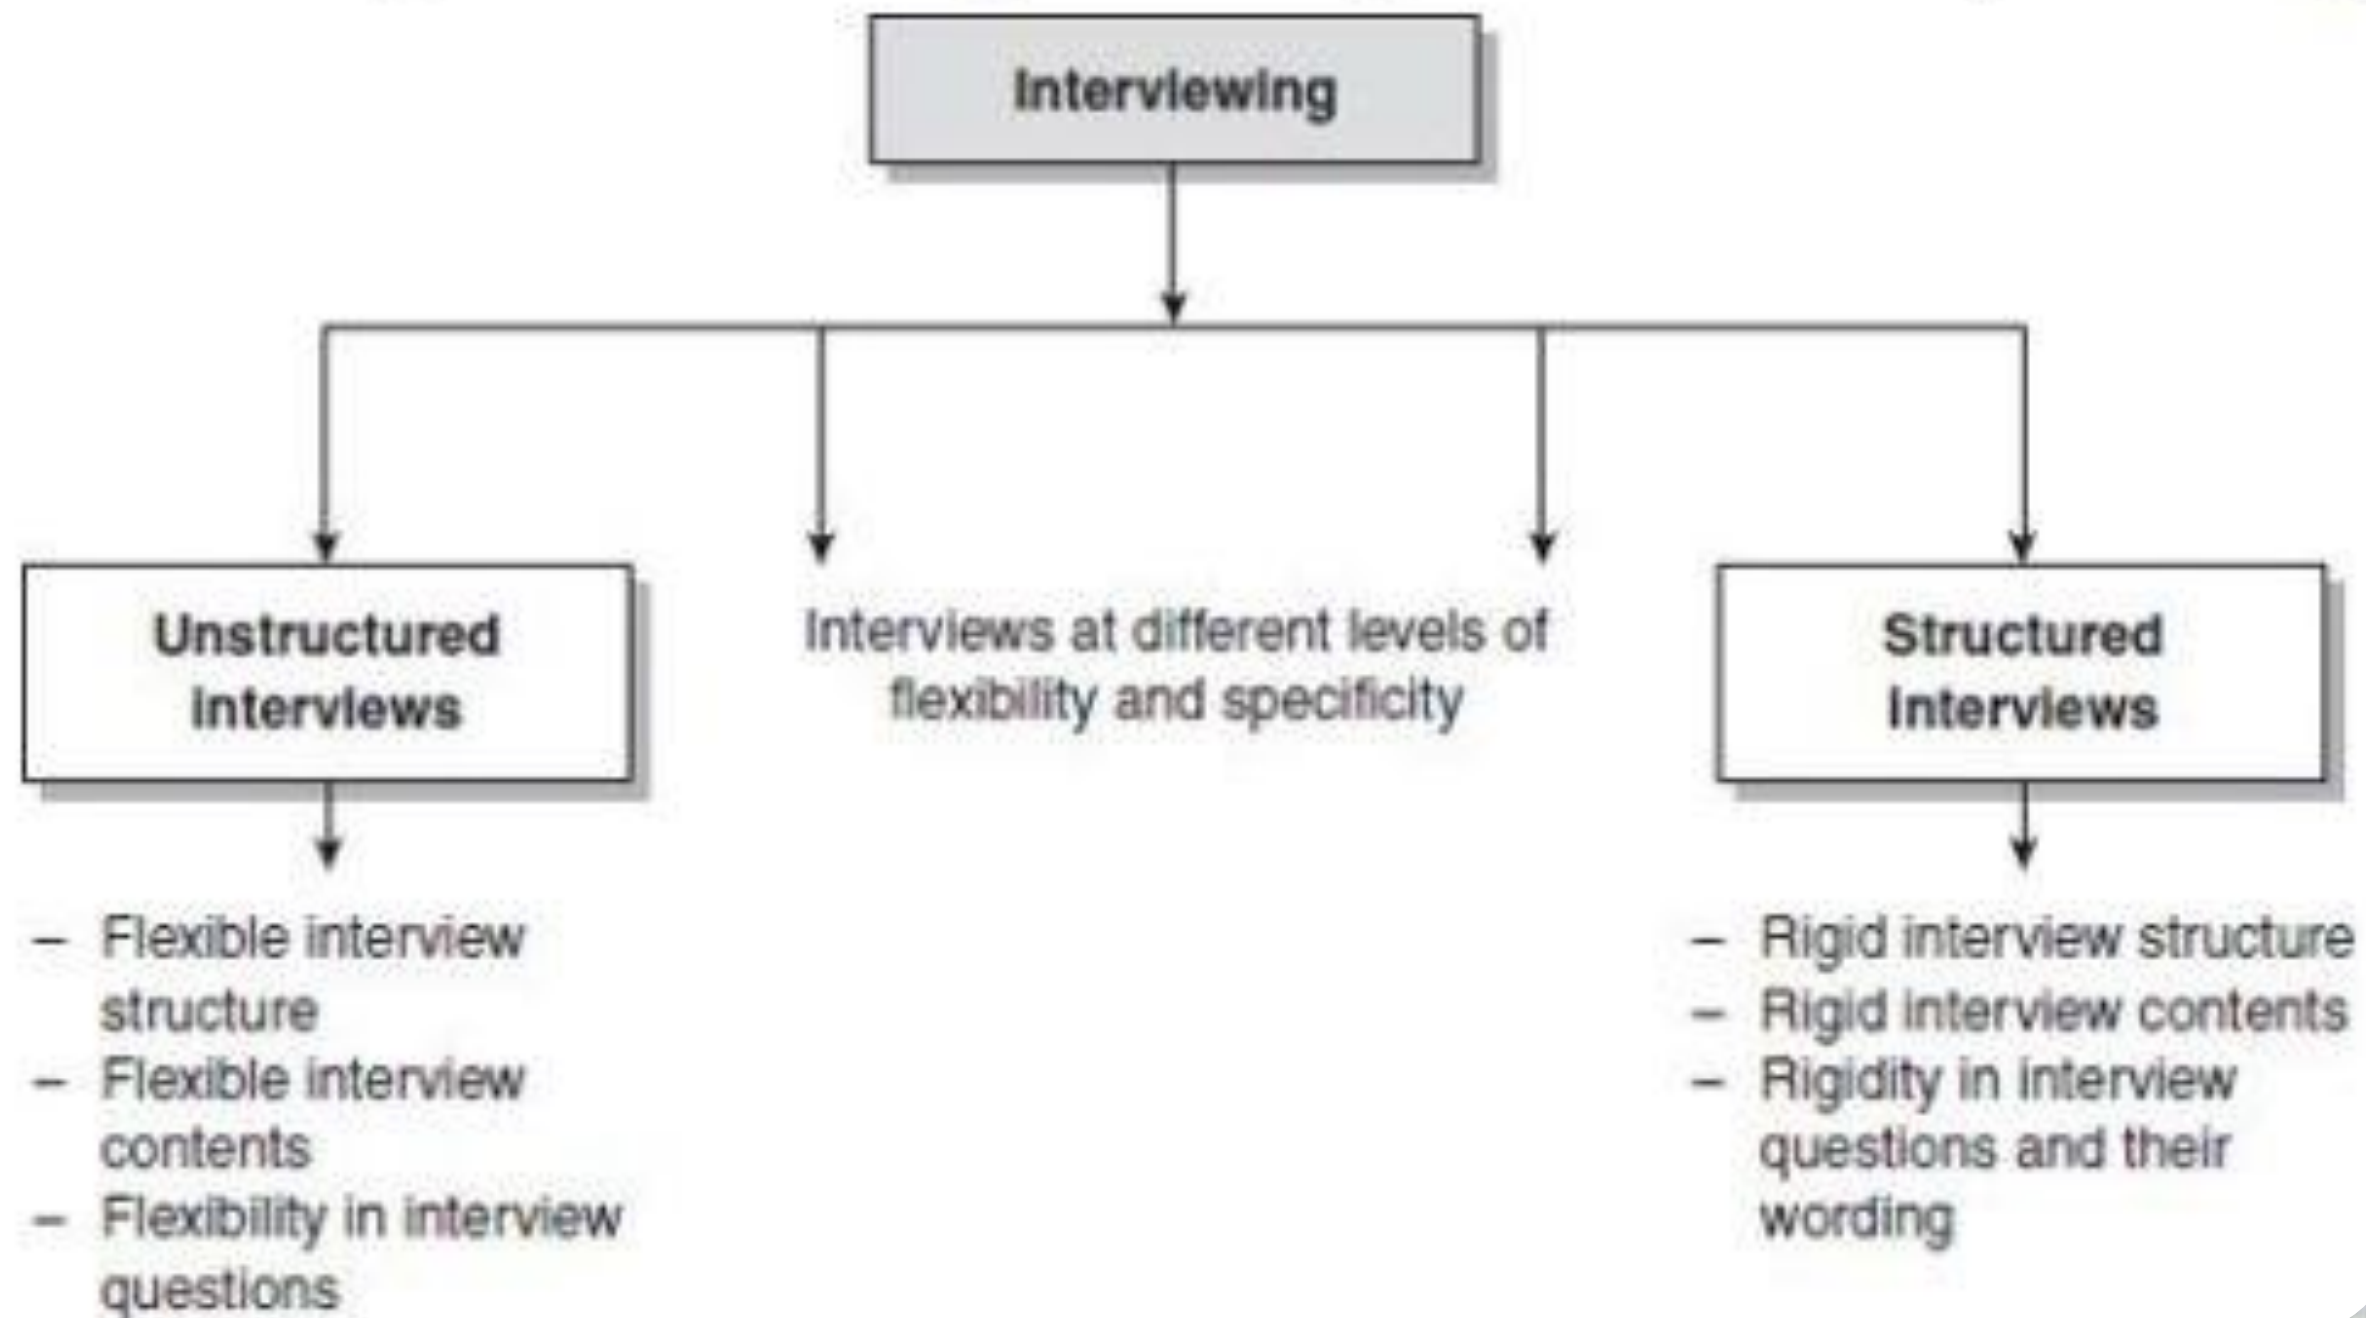 Interviewing
Unstructured
Interviews
Interviews at different levels of
flexibility and specificity
Structured
Interviews
– Flexible interview
structure
– Flexible interview
contents
– Flexibility in interview
questions
– Rigid interview structure
– Rigid interview contents
– Rigidity in interview
questions and their
wording